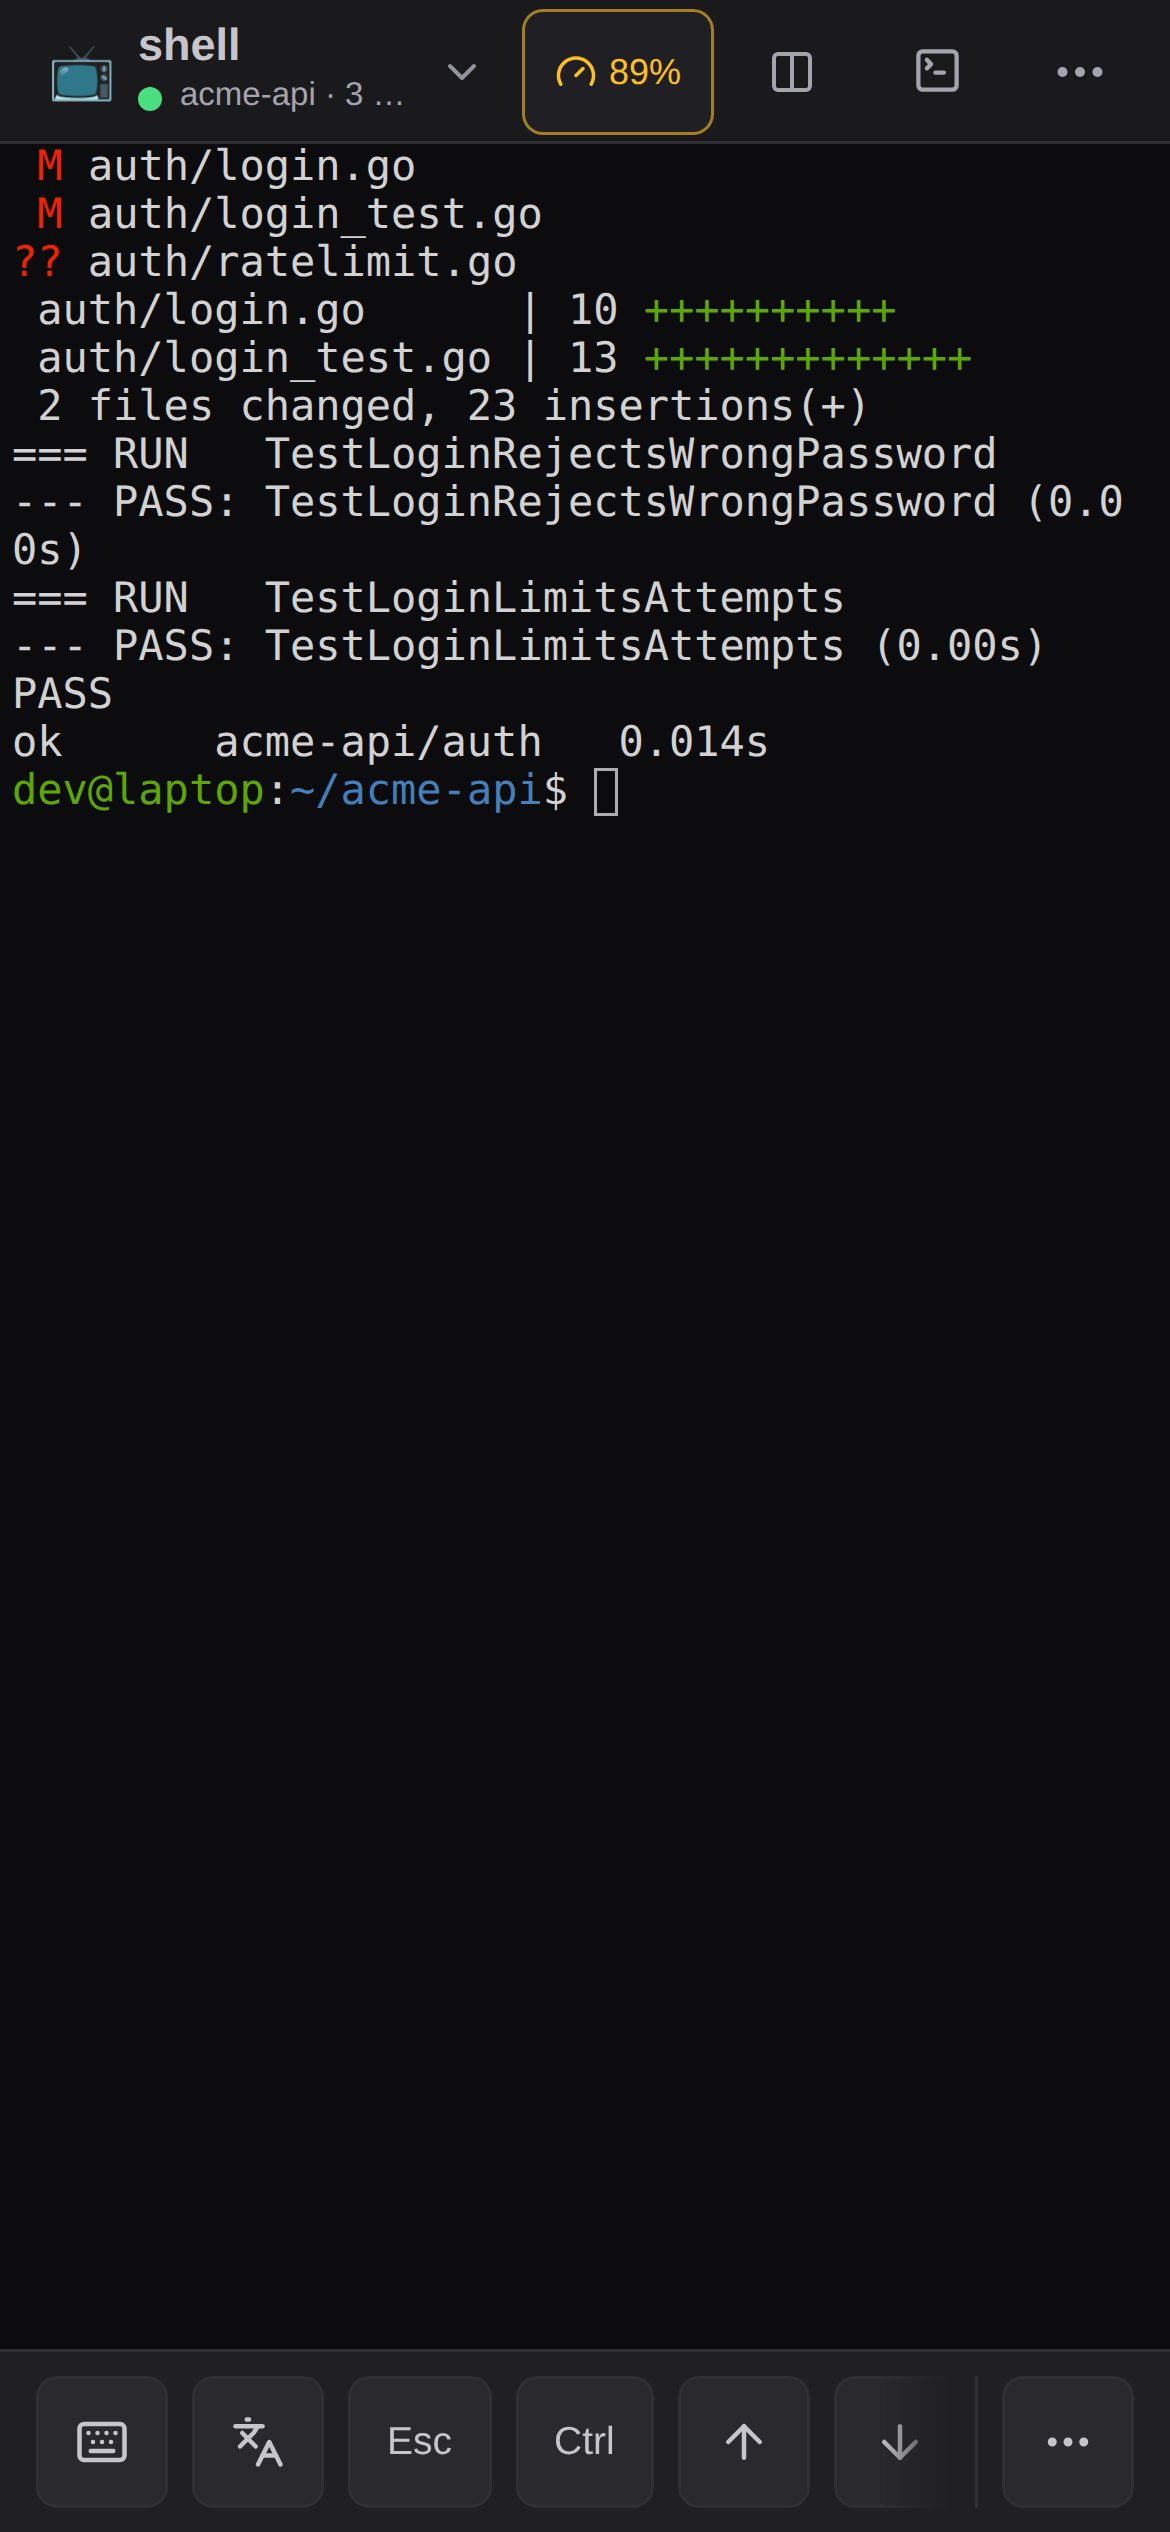 shell
acme-api · 3 …
89%
 M auth/login.go
 M auth/login_test.go
?? auth/ratelimit.go
 auth/login.go      | 10 ++++++++++
 auth/login_test.go | 13 +++++++++++++
 2 files changed, 23 insertions(+)
=== RUN   TestLoginRejectsWrongPassword
--- PASS: TestLoginRejectsWrongPassword (0.0
0s)
=== RUN   TestLoginLimitsAttempts
--- PASS: TestLoginLimitsAttempts (0.00s)
PASS
ok      acme-api/auth   0.014s
dev@laptop:~/acme-api$
Esc
Ctrl